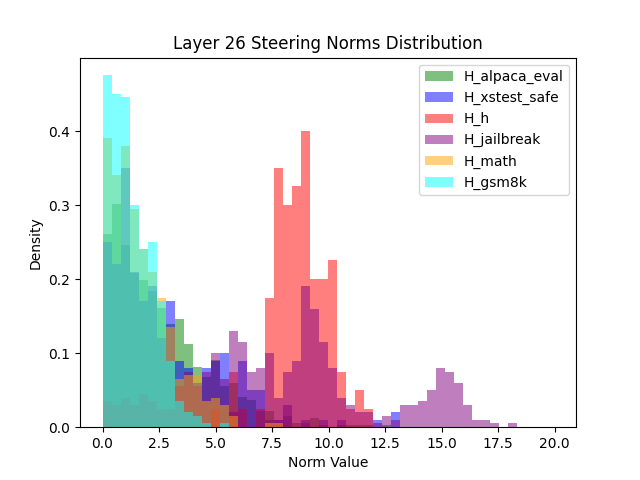 Layer 26 Steering Norms Distribution
H_alpaca_eval
H_xstest_safe
H_h
H_jailbreak
H_math
H_gsm8k
Density
0.4
0.3
0.2
0.1
0.0
0.0 2.5 5.0 7.5 10.0 12.5 15.0 17.5 20.0
Norm Value